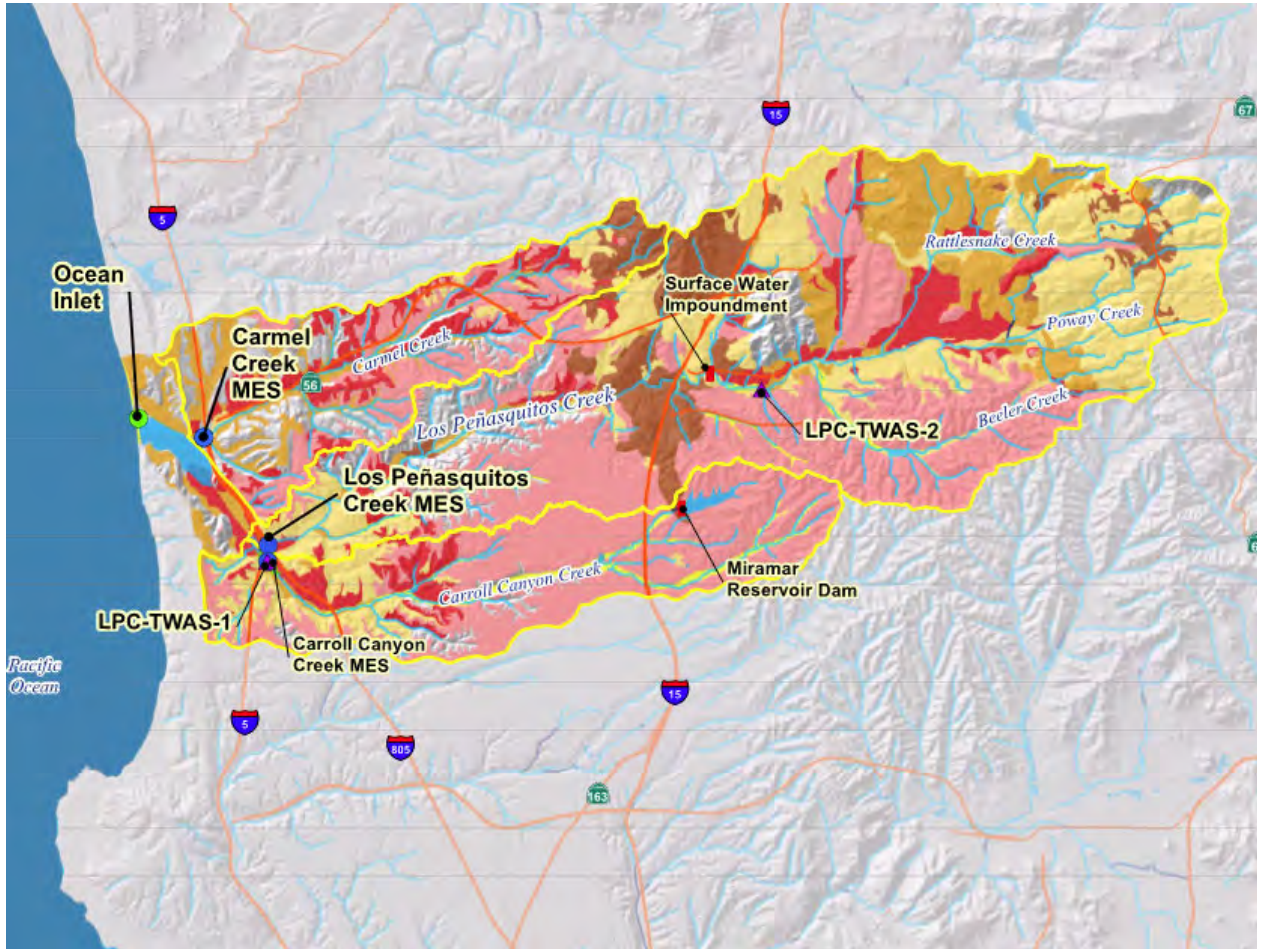 15
67
5
Rattlesnake Creek
Ocean
Inlet
Surface Water
Impoundment
Poway Creek
Carmel
Creek
MES
Carmel Creek
56
Los Peñasquitos Creek
Beeler Creek
LPC-TWAS-2
Los Peñasquitos
Creek MES
Miramar
Reservoir Dam
Carroll Canyon Creek
LPC-TWAS-1
Carroll Canyon
Creek MES
Pacific
Ocean
15
5
805
163